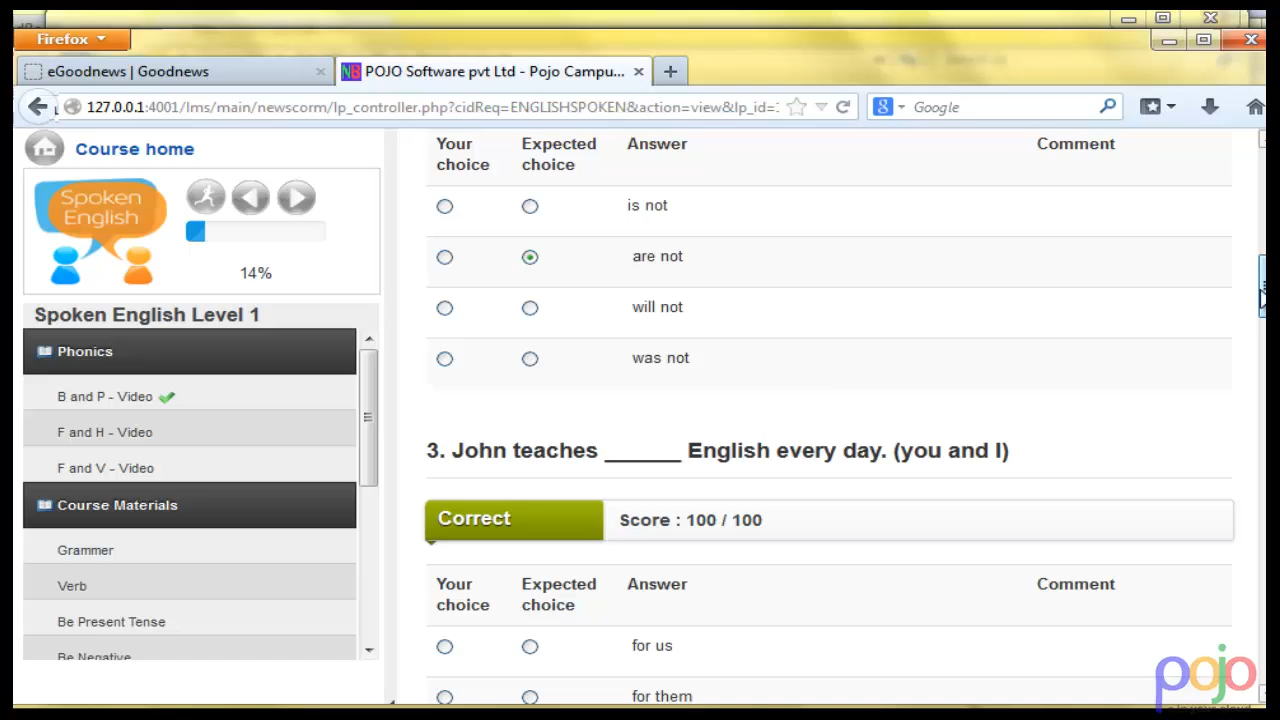 Firefox
eGoodnews | Goodnews
POJO Software pvt Ltd - Pojo Campu...
127.0.0.1:4001/lms/main/newscorm/lp_controller.php?cidReq=ENGLISHSPOKEN&action=view&lp_id=
Google
Course home
Spoken
English
14%
Spoken English Level 1
Phonics
B and P - Video
F and H - Video
F and V - Video
Course Materials
Grammer
Verb
Be Present Tense
Be Negative
Your choice Expected choice Answer Comment
is not
are not
will not
was not
3. John teaches ______ English every day. (you and I)
Correct
Score : 100 / 100
Your choice Expected choice Answer Comment
for us
for them
pojo